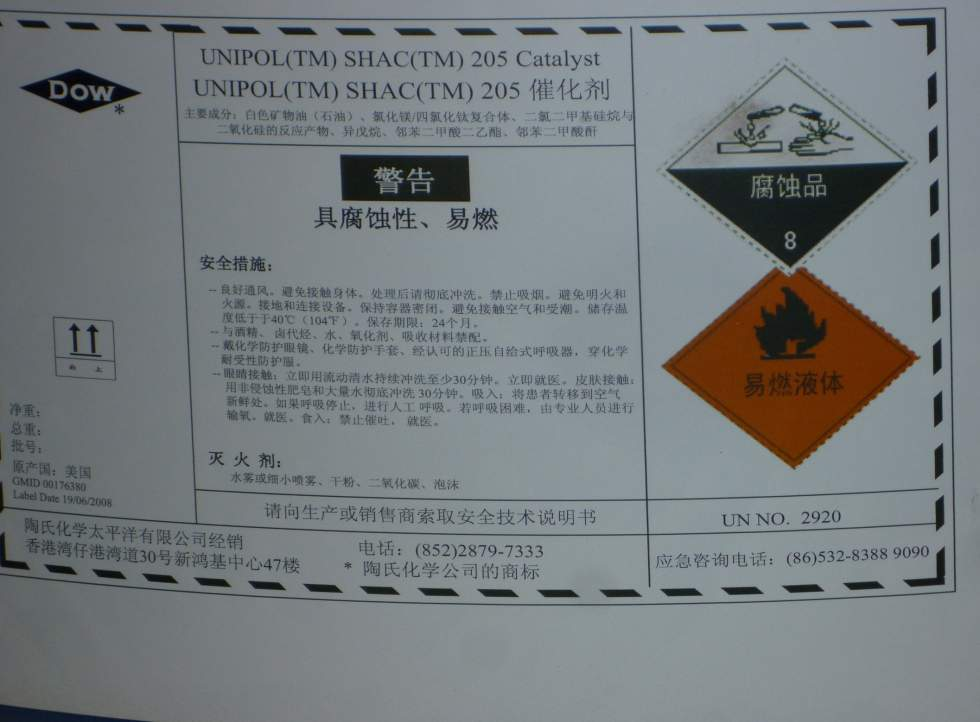 DOW*
UNIPOL(TM) SHAC(TM) 205 Catalyst
UNIPOL(TM) SHAC(TM) 205 催化剂
主要成分：白色矿物油（石油）、氯化镁/四氯化钛复合体、二氯二甲基硅烷与
二氧化硅的反应产物、异戊烷、邻苯二甲酸二乙酯、邻苯二甲酸酐
警告
具腐蚀性、易燃
安全措施：
-- 良好通风。避免接触身体。处理后请彻底冲洗。禁止吸烟。避免明火和
火源。接地和连接设备。保持容器密闭。避免接触空气和受潮。储存温
度低于于40℃（104℉）。保存期限：24个月。
-- 与酒精、卤代烃、水、氧化剂、吸收材料禁配。
-- 戴化学防护眼镜、化学防护手套、经认可的正压自给式呼吸器，穿化学
耐受性防护服。
-- 眼睛接触：立即用流动清水持续冲洗至少30分钟。立即就医。皮肤接触：
用非侵蚀性肥皂和大量水彻底冲洗 30分钟。吸入：将患者转移到空气
新鲜处。如果呼吸停止，进行人工 呼吸。若呼吸困难，由专业人员进行
输氧。就医。食入：禁止催吐， 就医。
灭 火 剂：
水雾或细小喷雾、干粉、二氧化碳、泡沫
请向生产或销售商索取安全技术说明书
腐蚀品
8
易燃液体
UN NO. 2920
向 上
净重：
总重：
批号：
原产国：美国
GMID 00176380
Label Date 19/06/2008
陶氏化学太平洋有限公司经销
香港湾仔港湾道30号新鸿基中心47楼
电话：(852)2879-7333
* 陶氏化学公司的商标
应急咨询电话：(86)532-8388 9090